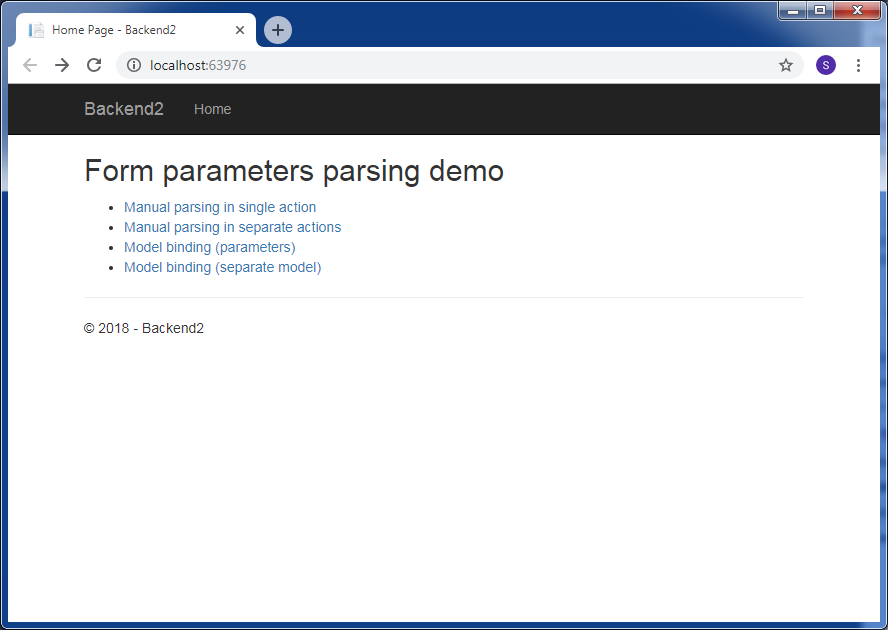 Home Page - Backend2
localhost:63976
S
Backend2 Home
Form parameters parsing demo
Manual parsing in single action
Manual parsing in separate actions
Model binding (parameters)
Model binding (separate model)
© 2018 - Backend2